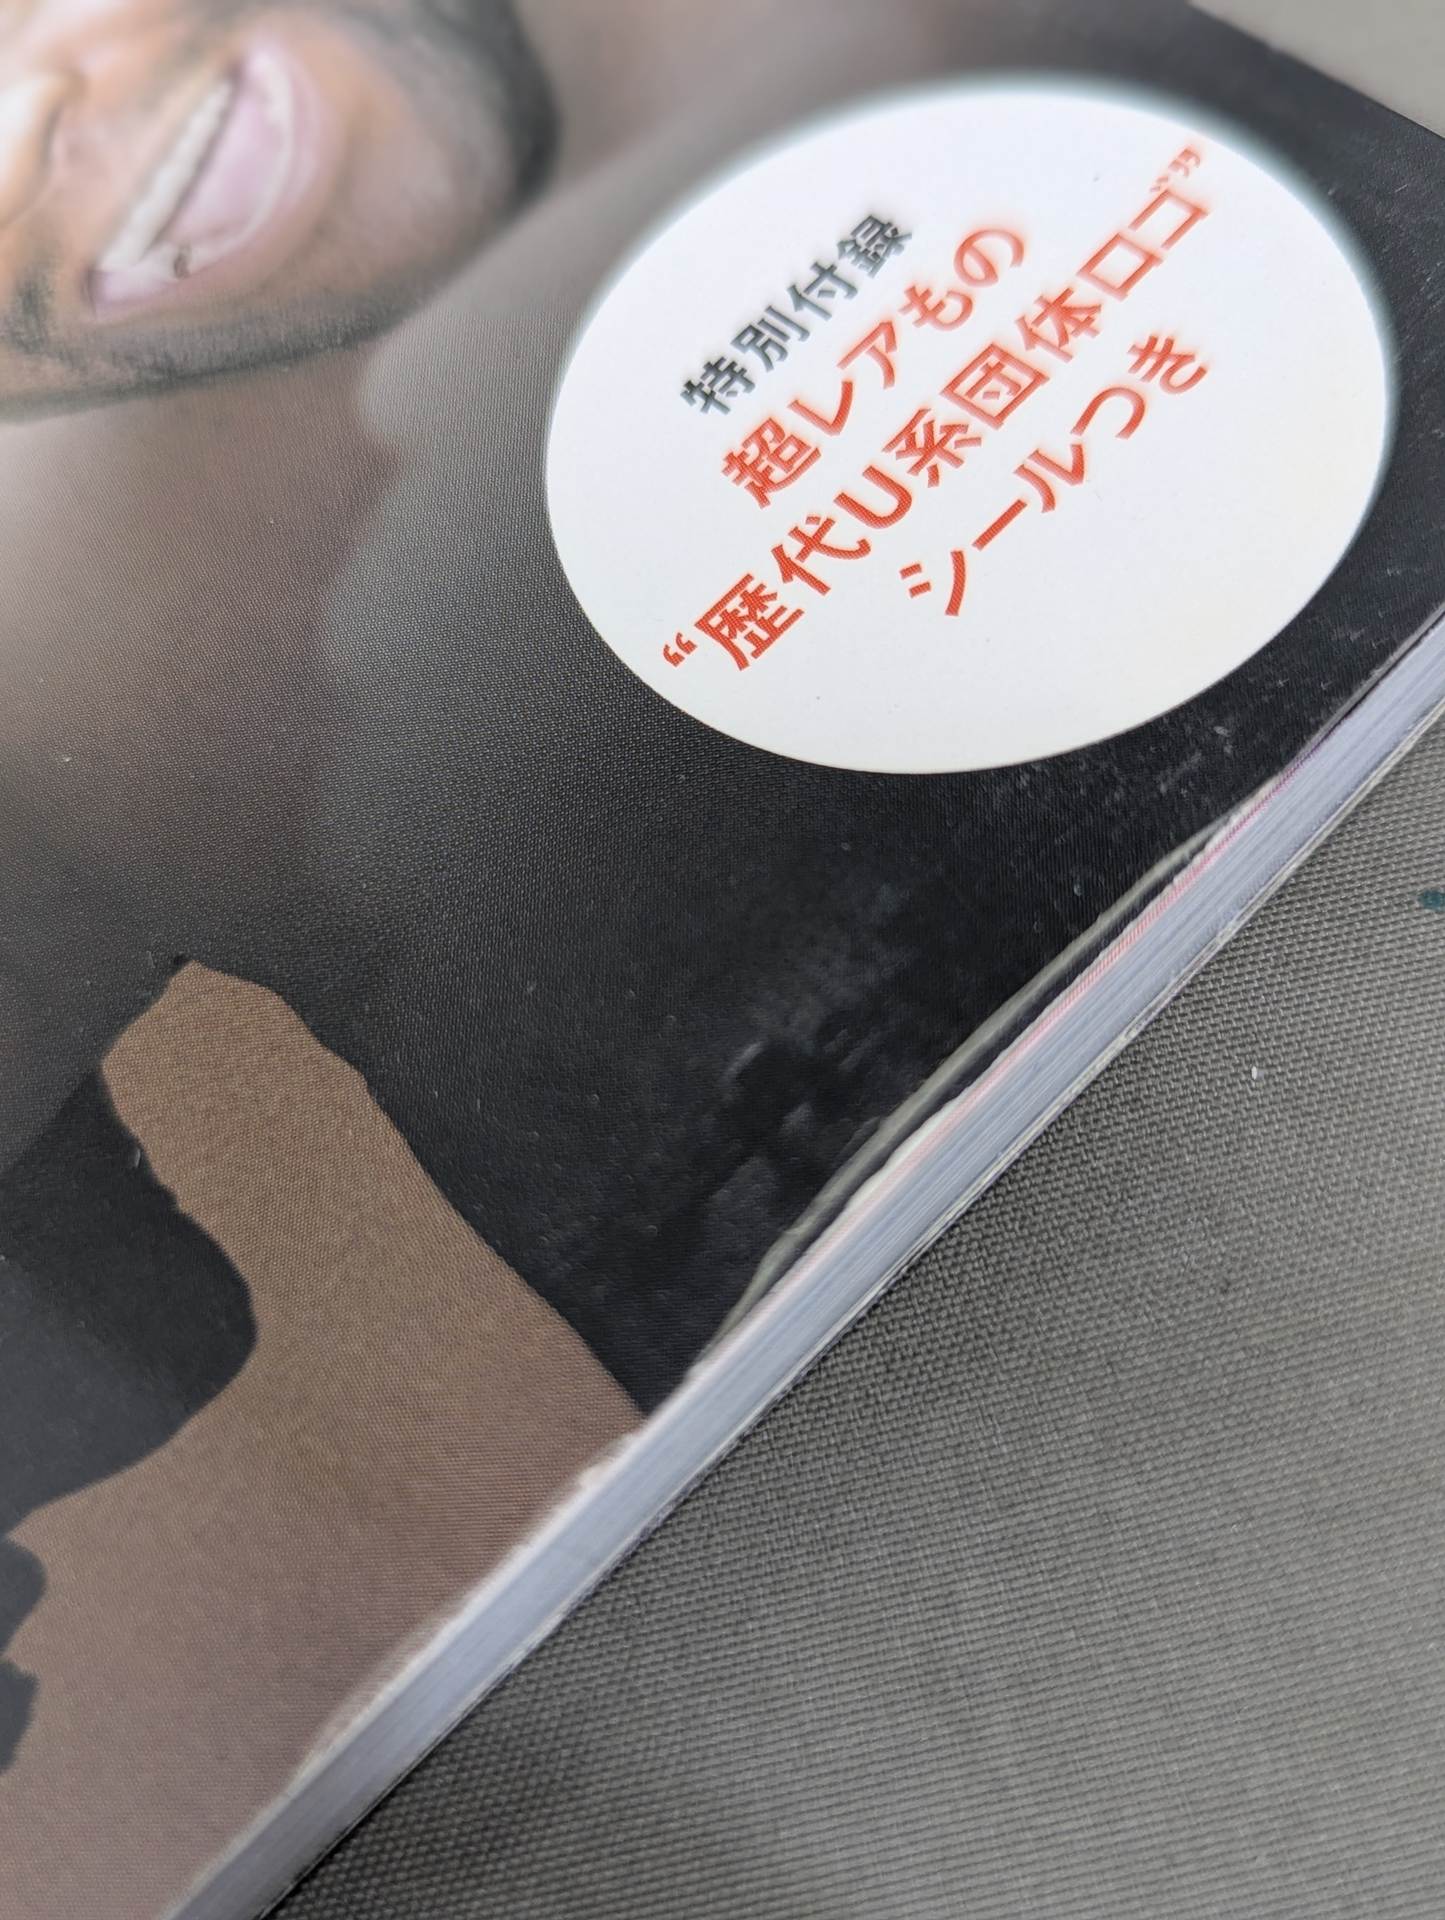 特別付録
超レアもの
“歴代U系団体ロゴ”
シールつき